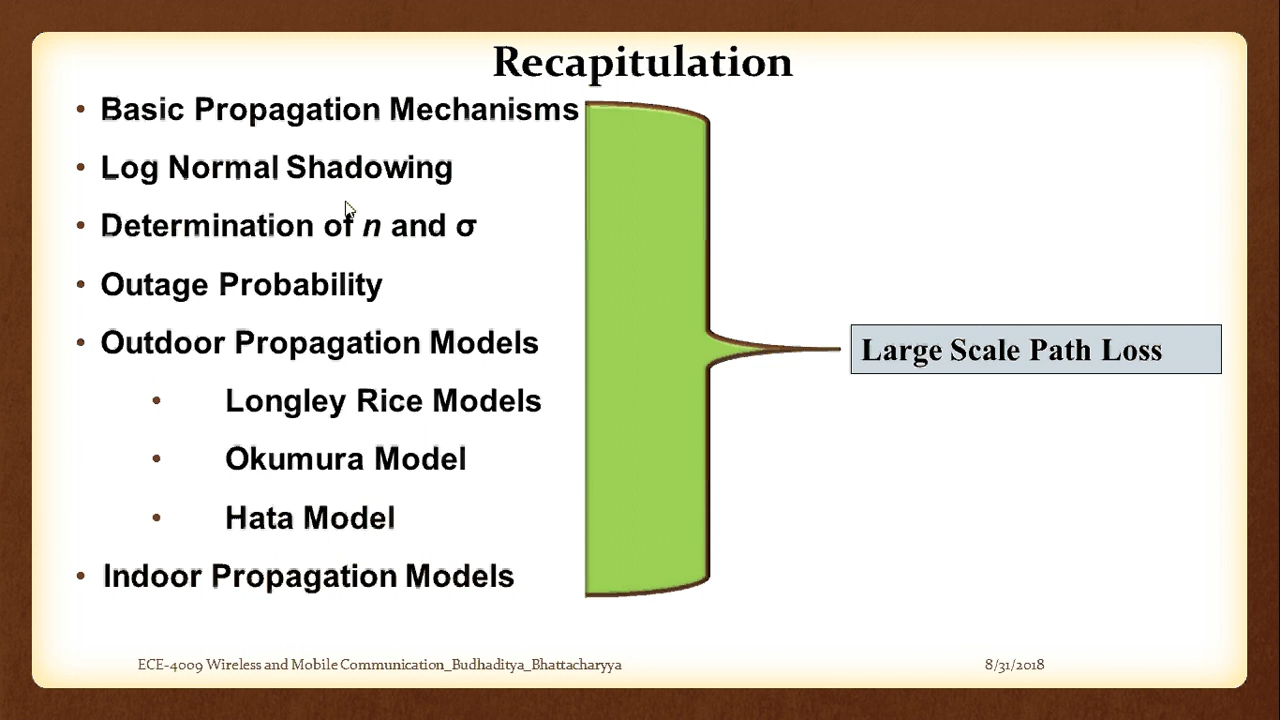 Recapitulation
• Basic Propagation Mechanisms
• Log Normal Shadowing
• Determination of n and σ
• Outage Probability
• Outdoor Propagation Models
• Longley Rice Models
• Okumura Model
• Hata Model
• Indoor Propagation Models
Large Scale Path Loss
ECE-4009 Wireless and Mobile Communication_Budhaditya_Bhattacharyya
8/31/2018